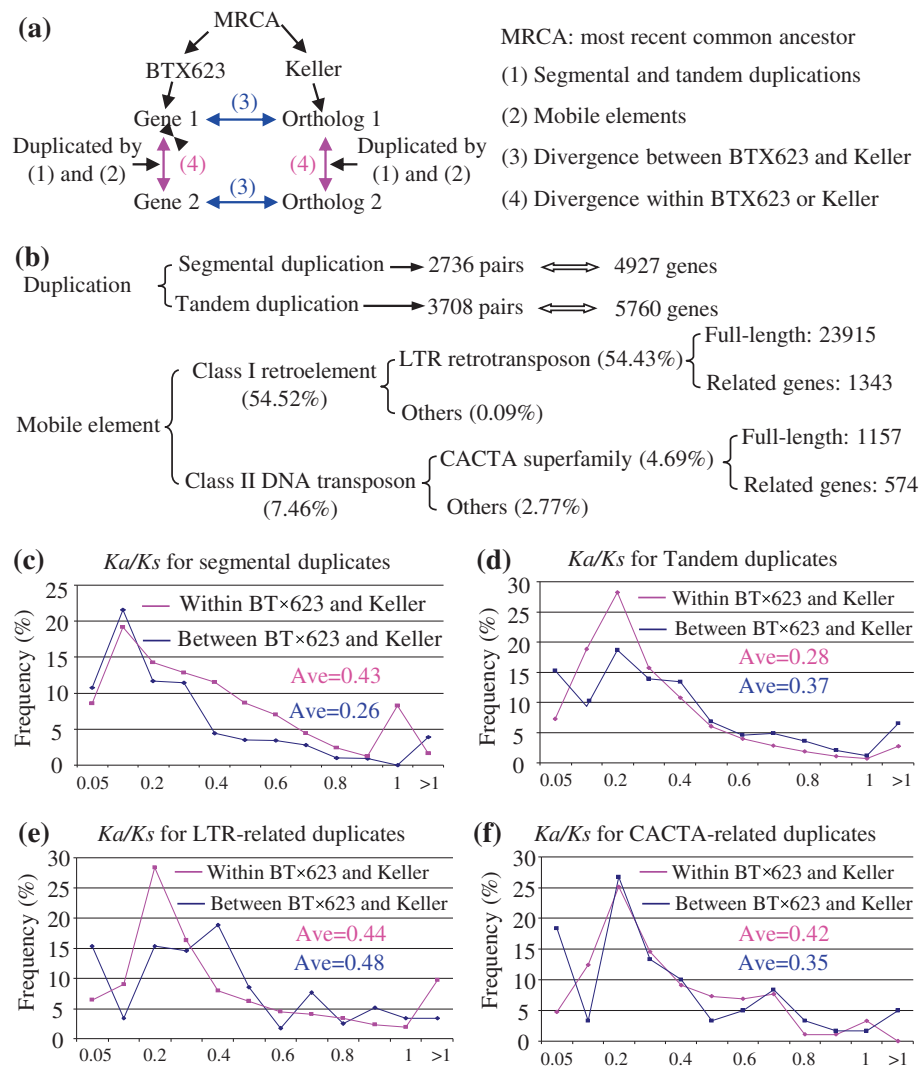 (a)
MRCA
BTX623
Keller
Gene 1
(3)
Ortholog 1
Duplicated by
(1) and (2)
(4)
(4)
Duplicated by
(1) and (2)
Gene 2
(3)
Ortholog 2
MRCA: most recent common ancestor
(1) Segmental and tandem duplications
(2) Mobile elements
(3) Divergence between BTX623 and Keller
(4) Divergence within BTX623 or Keller
(b)
Duplication
Segmental duplication
2736 pairs
4927 genes
Tandem duplication
3708 pairs
5760 genes
Mobile element
Class I retroelement
(54.52%)
LTR retrotransposon (54.43%)
Full-length: 23915
Related genes: 1343
Others (0.09%)
Class II DNA transposon
(7.46%)
CACTA superfamily (4.69%)
Full-length: 1157
Related genes: 574
Others (2.77%)
(c)
Ka/Ks for segmental duplicates
Frequency (%)
25
20
15
10
5
0
Within BT×623 and Keller
Between BT×623 and Keller
Ave=0.43
Ave=0.26
0.05 0.2 0.4 0.6 0.8 1 >1
(d)
Ka/Ks for Tandem duplicates
Frequency (%)
30
25
20
15
10
5
0
Within BT×623 and Keller
Between BT×623 and Keller
Ave=0.28
Ave=0.37
0.05 0.2 0.4 0.6 0.8 1 >1
(e)
Ka/Ks for LTR-related duplicates
Frequency (%)
30
25
20
15
10
5
0
Within BT×623 and Keller
Between BT×623 and Keller
Ave=0.44
Ave=0.48
0.05 0.2 0.4 0.6 0.8 1 >1
(f)
Ka/Ks for CACTA-related duplicates
Frequency (%)
30
25
20
15
10
5
0
Within BT×623 and Keller
Between BT×623 and Keller
Ave=0.42
Ave=0.35
0.05 0.2 0.4 0.6 0.8 1 >1